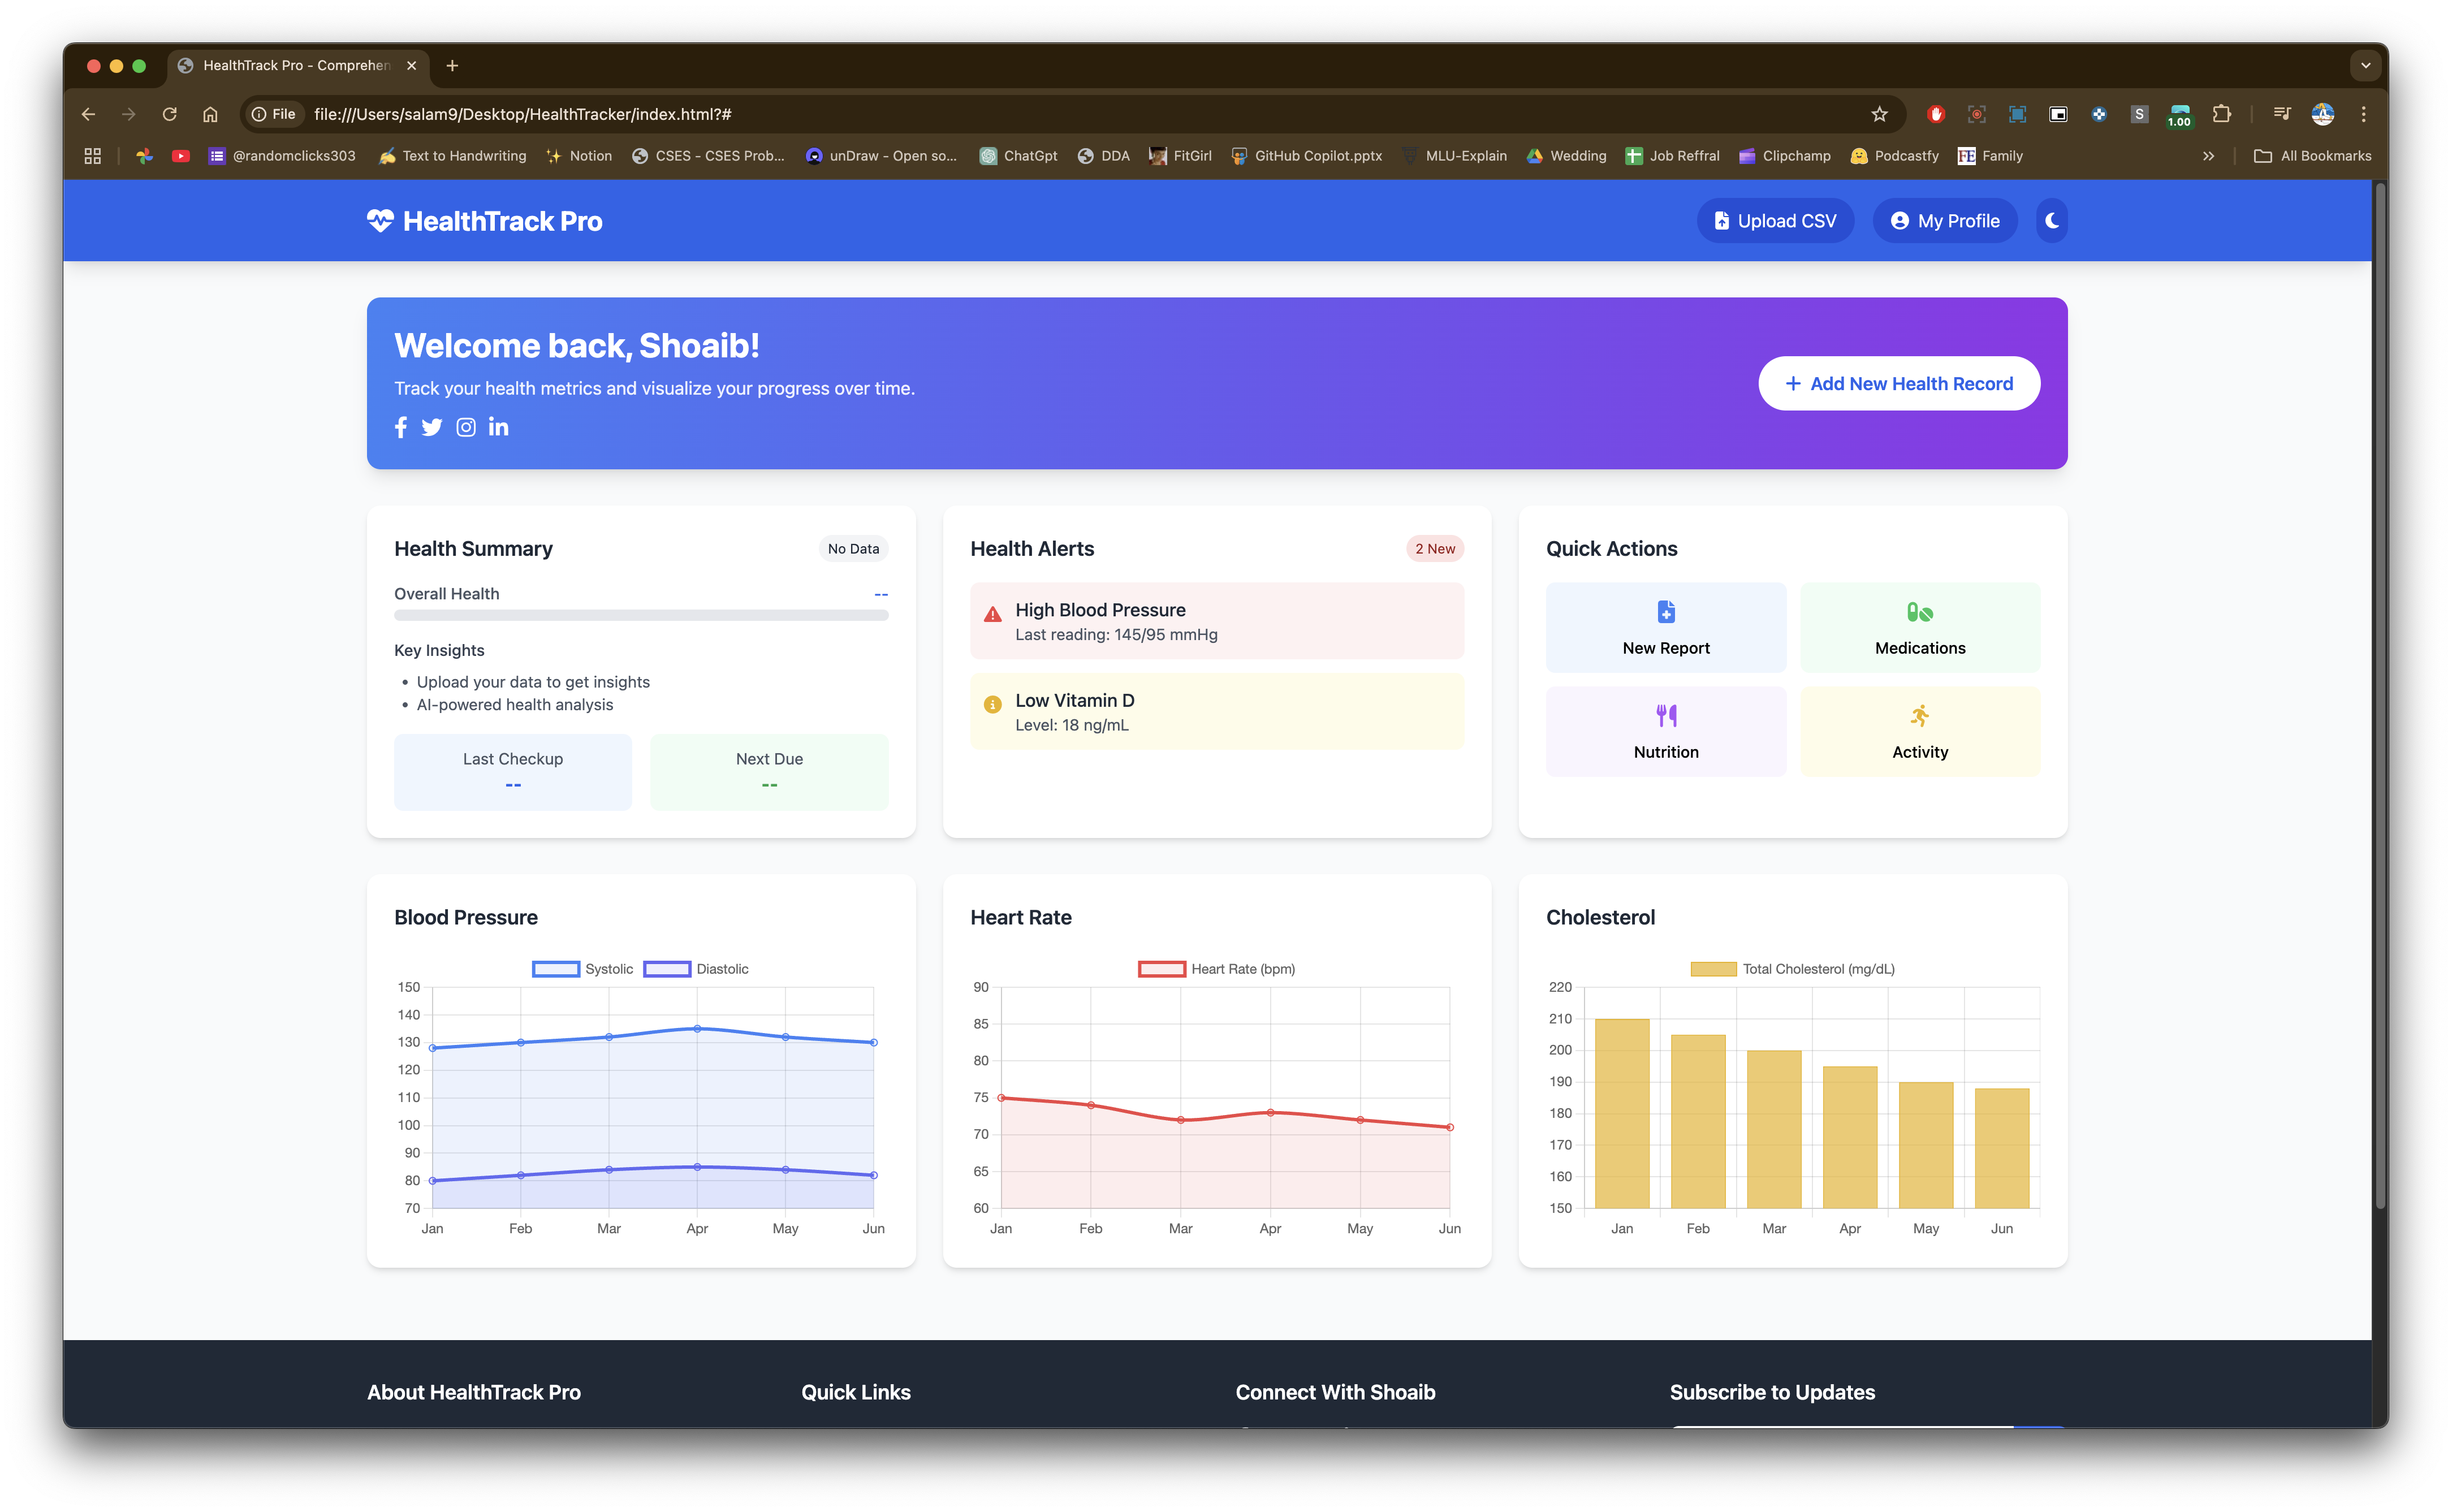 HealthTrack Pro - Comprehen
File file:///Users/salam9/Desktop/HealthTracker/index.html?#
S
1.00
@randomclicks303 Text to Handwriting Notion CSES - CSES Prob... unDraw - Open so... ChatGpt DDA FitGirl GitHub Copilot.pptx MLU-Explain Wedding Job Reffral Clipchamp Podcastfy FE Family All Bookmarks
HealthTrack Pro
Upload CSV
My Profile
Welcome back, Shoaib!
Track your health metrics and visualize your progress over time.
+ Add New Health Record
Health Summary
No Data
Overall Health --
Key Insights
• Upload your data to get insights
• AI-powered health analysis
Last Checkup
--
Next Due
--
Health Alerts
2 New
High Blood Pressure
Last reading: 145/95 mmHg
Low Vitamin D
Level: 18 ng/mL
Quick Actions
New Report
Medications
Nutrition
Activity
Blood Pressure
Systolic Diastolic
150
140
130
120
110
100
90
80
70
Jan Feb Mar Apr May Jun
Heart Rate
Heart Rate (bpm)
90
85
80
75
70
65
60
Jan Feb Mar Apr May Jun
Cholesterol
Total Cholesterol (mg/dL)
220
210
200
190
180
170
160
150
Jan Feb Mar Apr May Jun
About HealthTrack Pro
Quick Links
Connect With Shoaib
Subscribe to Updates